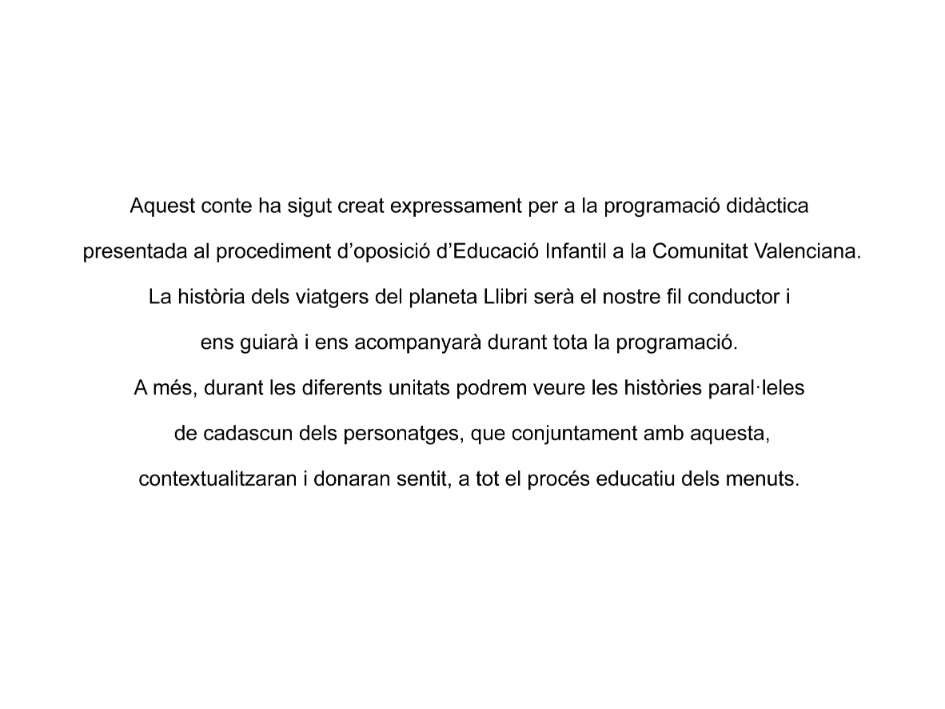 Aquest conte ha sigut creat expressament per a la programació didàctica
presentada al procediment d’oposició d’Educació Infantil a la Comunitat Valenciana.
La història dels viatgers del planeta Llibri serà el nostre fil conductor i
ens guiarà i ens acompanyarà durant tota la programació.
A més, durant les diferents unitats podrem veure les històries paral·leles
de cadascun dels personatges, que conjuntament amb aquesta,
contextualitzaran i donaran sentit, a tot el procés educatiu dels menuts.